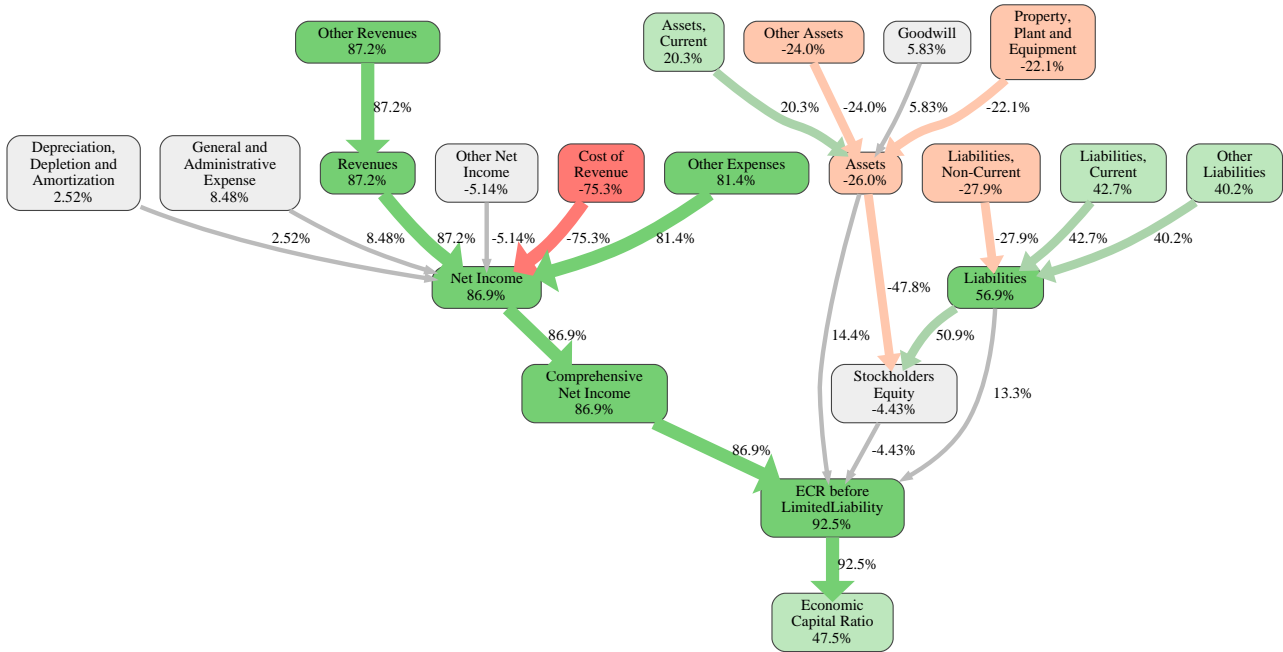 Other Revenues
87.2%
Assets,
Current
20.3%
Other Assets
-24.0%
Goodwill
5.83%
Property,
Plant and
Equipment
-22.1%
87.2%
20.3%
-24.0%
5.83%
-22.1%
Depreciation,
Depletion and
Amortization
2.52%
General and
Administrative
Expense
8.48%
Revenues
87.2%
Other Net
Income
-5.14%
Cost of
Revenue
-75.3%
Other Expenses
81.4%
Assets
-26.0%
Liabilities,
Non-Current
-27.9%
Liabilities,
Current
42.7%
Other
Liabilities
40.2%
2.52%
8.48%
87.2%
-5.14%
-75.3%
81.4%
-27.9%
42.7%
40.2%
Net Income
86.9%
-47.8%
Liabilities
56.9%
86.9%
14.4%
50.9%
13.3%
Comprehensive
Net Income
86.9%
Stockholders
Equity
-4.43%
86.9%
-4.43%
ECR before
LimitedLiability
92.5%
92.5%
Economic
Capital Ratio
47.5%